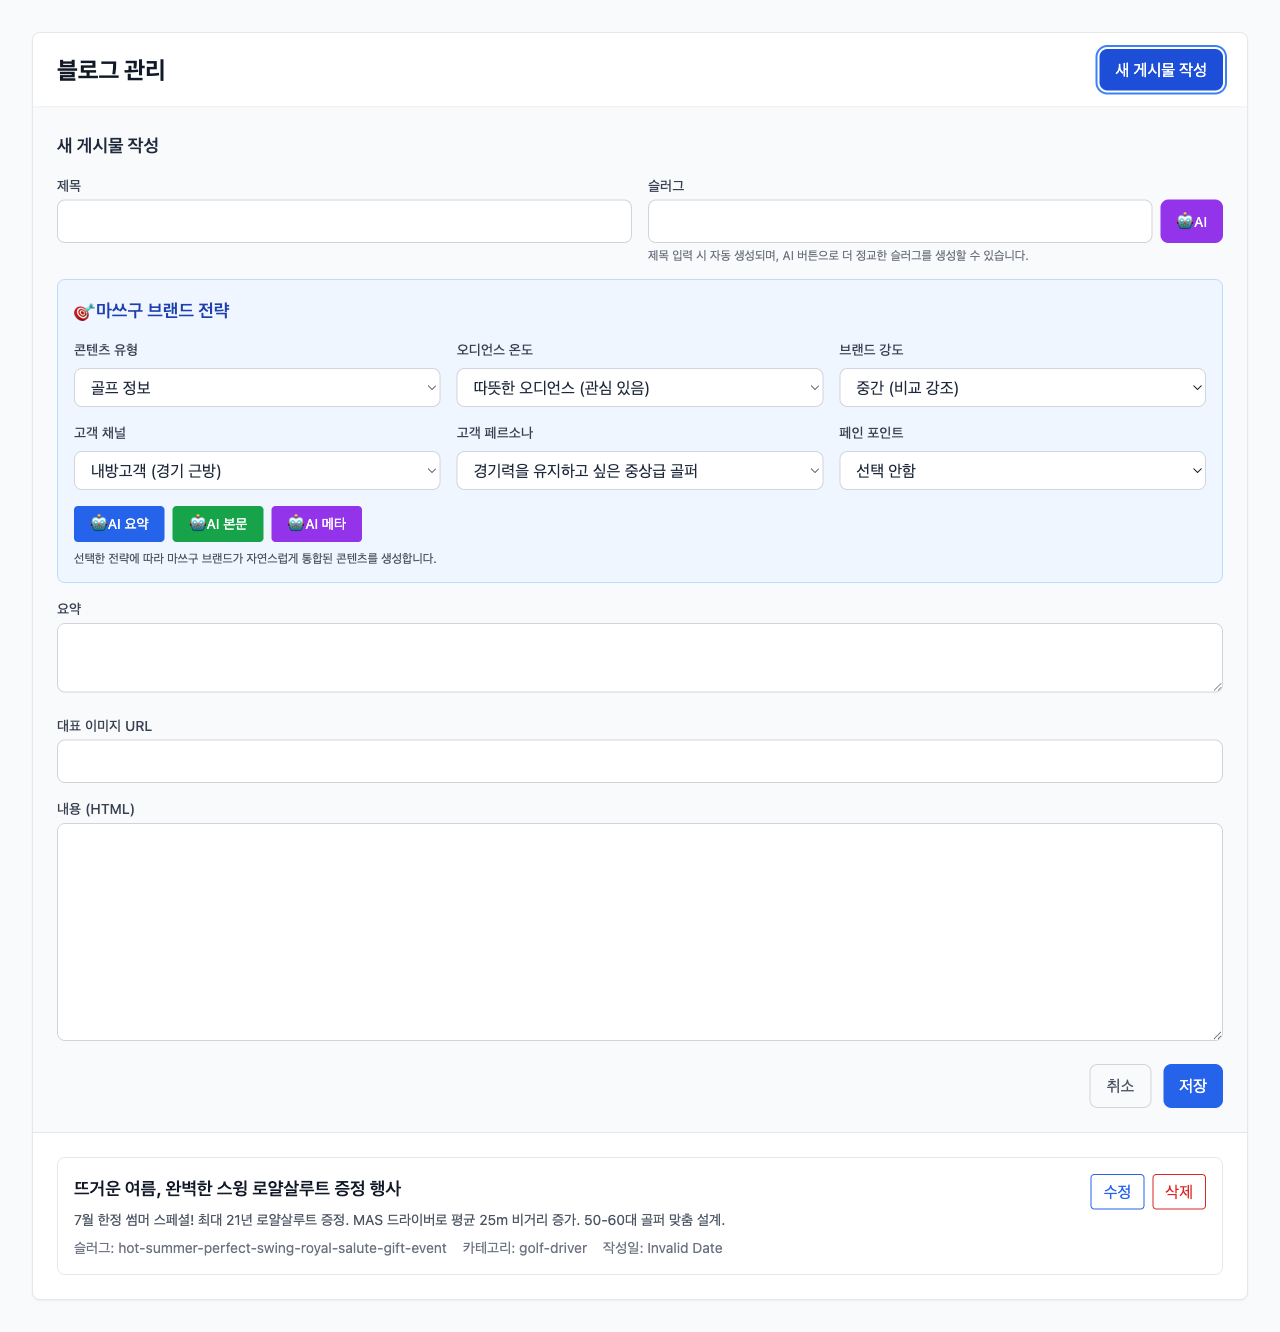 블로그 관리
새 게시물 작성
새 게시물 작성
제목
슬러그
AI
제목 입력 시 자동 생성되며, AI 버튼으로 더 정교한 슬러그를 생성할 수 있습니다.
마쓰구 브랜드 전략
콘텐츠 유형
오디언스 온도
브랜드 강도
골프 정보
따뜻한 오디언스 (관심 있음)
중간 (비교 강조)
고객 채널
고객 페르소나
페인 포인트
내방고객 (경기 근방)
경기력을 유지하고 싶은 중상급 골퍼
선택 안함
AI 요약
AI 본문
AI 메타
선택한 전략에 따라 마쓰구 브랜드가 자연스럽게 통합된 콘텐츠를 생성합니다.
요약
대표 이미지 URL
내용 (HTML)
취소
저장
뜨거운 여름, 완벽한 스윙 로얄살루트 증정 행사
수정
삭제
7월 한정 썸머 스페셜! 최대 21년 로얄살루트 증정. MAS 드라이버로 평균 25m 비거리 증가. 50-60대 골퍼 맞춤 설계.
슬러그: hot-summer-perfect-swing-royal-salute-gift-event 카테고리: golf-driver 작성일: Invalid Date